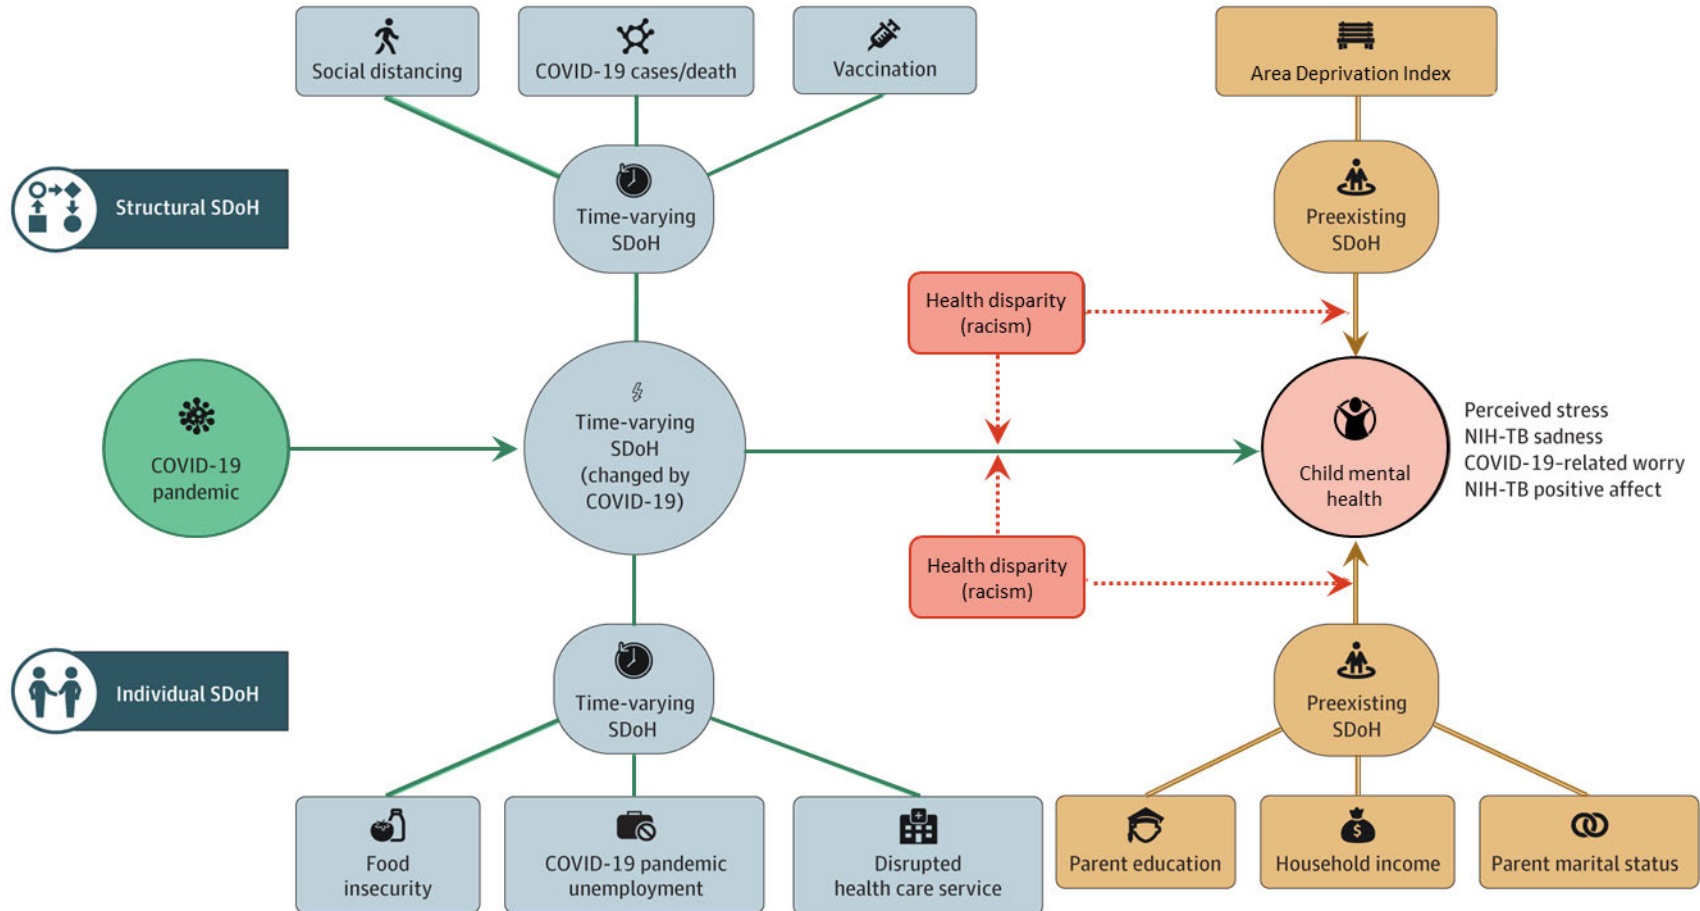 Social distancing
COVID-19 cases/death
Vaccination
Area Deprivation Index
Structural SDoH
Time-varying
SDoH
Preexisting
SDoH
Health disparity
(racism)
COVID-19
pandemic
Time-varying
SDoH
(changed by
COVID-19)
Child mental
health
Perceived stress
NIH-TB sadness
COVID-19-related worry
NIH-TB positive affect
Health disparity
(racism)
Individual SDoH
Time-varying
SDoH
Preexisting
SDoH
Food
insecurity
COVID-19 pandemic
unemployment
Disrupted
health care service
Parent education
$
Household income
Parent marital status